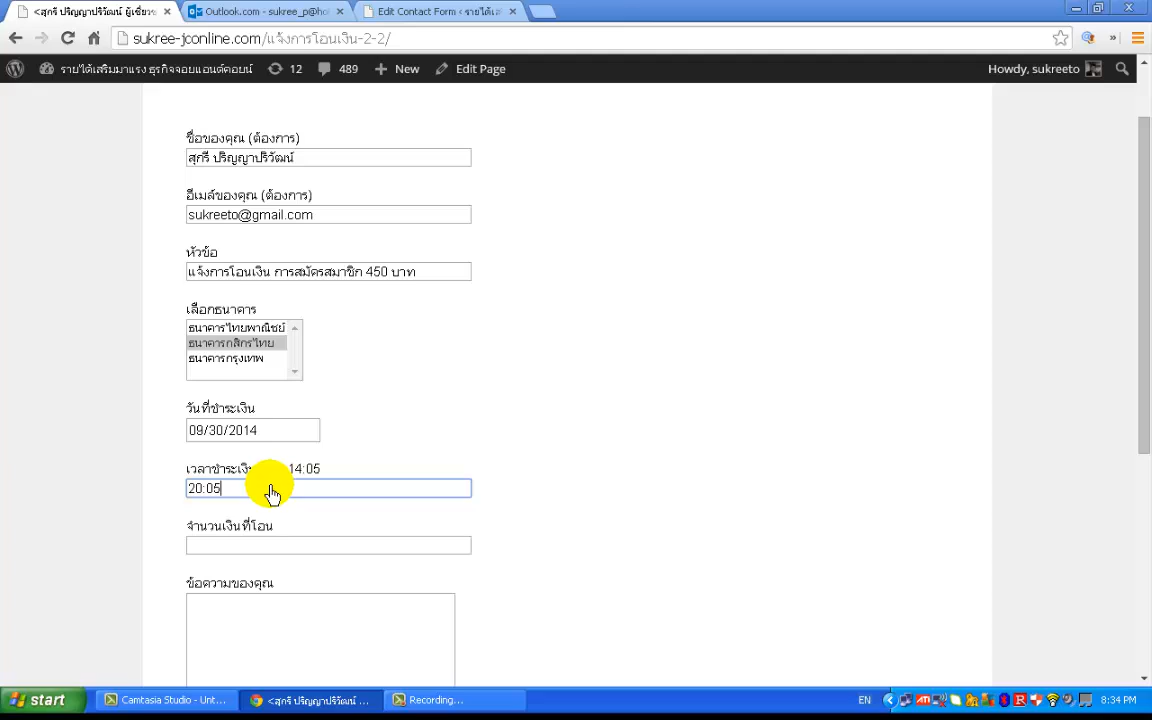 <สุกรี ปริญญาปริวัฒน์ ผู้เชี่ยวช
Outlook.com - sukree_p@ho
Edit Contact Form ‹ รายได้เส
sukree-jconline.com/แจ้งการโอนเงิน-2-2/
รายได้เสริมมาแรง ธุรกิจจอยแอนด์คอยน์
12
489
New
Edit Page
Howdy, sukreeto
ชื่อของคุณ (ต้องการ)
สุกรี ปริญญาปริวัฒน์
อีเมล์ของคุณ (ต้องการ)
sukreeto@gmail.com
หัวข้อ
แจ้งการโอนเงิน การสมัครสมาชิก 450 บาท
เลือกธนาคาร
ธนาคารไทยพาณิชย์
ธนาคารกสิกรไทย
ธนาคารกรุงเทพ
วันที่ชำระเงิน
09/30/2014
เวลาชำระเงิน 14:05
20:05
จำนวนเงินที่โอน
ข้อความของคุณ
start
Camtasia Studio - Unt...
<สุกรี ปริญญาปริวัฒน์ ...
Recording...
EN
8:34 PM